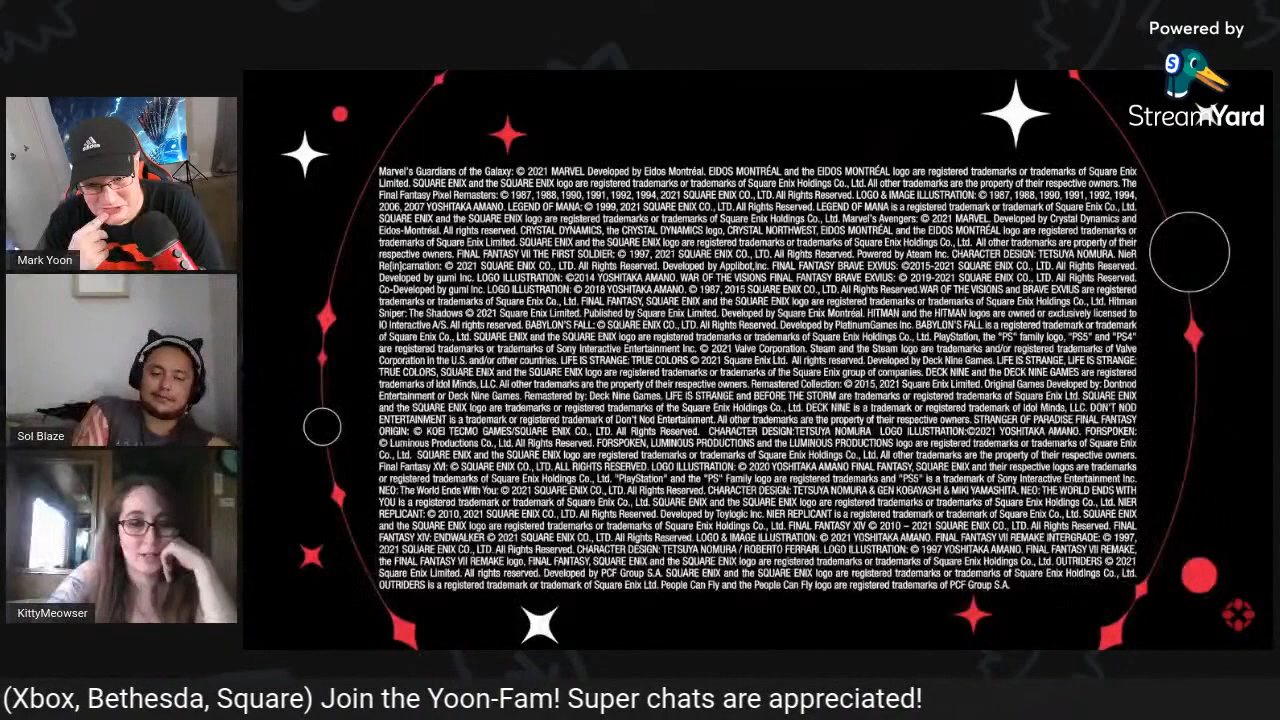 Powered by
StreamYard
Marvel's Guardians of the Galaxy: © 2021 MARVEL Developed by Eidos Montréal. EIDOS MONTRÉAL and the EIDOS MONTRÉAL logo are registered trademarks or trademarks of Square Enix
Limited. SQUARE ENIX and the SQUARE ENIX logo are registered trademarks or trademarks of Square Enix Holdings Co., Ltd. All other trademarks are the property of their respective owners. The
Final Fantasy Pixel Remasters: © 1987, 1988, 1990, 1991, 1992, 1994, 2021 SQUARE ENIX CO., LTD. All Rights Reserved. LOGO & IMAGE ILLUSTRATION: © 1987, 1988, 1990, 1991, 1992, 1994,
2006, 2007 YOSHITAKA AMANO. LEGEND OF MANA: © 1999, 2021 SQUARE ENIX CO., LTD. All Rights Reserved. LEGEND OF MANA is a registered trademark or trademark of Square Enix Holdings Co., Ltd.
SQUARE ENIX and the SQUARE ENIX logo are registered trademarks or trademarks of Square Enix Holdings Co., Ltd. Marvel's Avengers: © 2021 MARVEL. Developed by Crystal Dynamics and
Eidos-Montréal. All rights reserved. CRYSTAL DYNAMICS, the CRYSTAL DYNAMICS logo, CRYSTAL NORTHWEST, EIDOS MONTRÉAL and the EIDOS MONTRÉAL logo are registered trademarks or
trademarks of Square Enix Limited. SQUARE ENIX and the SQUARE ENIX logo are registered trademarks or trademarks of Square Enix Holdings Co., Ltd. All other trademarks are property of their
respective owners. FINAL FANTASY VII THE FIRST SOLDIER: © 1997, 2021 SQUARE ENIX CO., LTD. All Rights Reserved. Powered by Ateam Inc. CHARACTER DESIGN: TETSUYA NOMURA. NieR
Re[in]carnation: © 2021 SQUARE ENIX CO., LTD. All Rights Reserved. Developed by Applibot,Inc. FINAL FANTASY BRAVE EXVIUS: ©2015-2021 SQUARE ENIX CO., LTD. All Rights Reserved.
Developed by gumi Inc. LOGO ILLUSTRATION: ©2014 YOSHITAKA AMANO. WAR OF THE VISIONS FINAL FANTASY BRAVE EXVIUS: © 2019-2021 SQUARE ENIX CO., LTD. All Rights Reserved.
Co-Developed by gumi Inc. LOGO ILLUSTRATION: © 2018 YOSHITAKA AMANO. © 1987, 2015 SQUARE ENIX CO., LTD. All Rights Reserved.WAR OF THE VISIONS and BRAVE EXVIUS are registered
trademarks or trademarks of Square Enix Co., Ltd. FINAL FANTASY, SQUARE ENIX and the SQUARE ENIX logo are registered trademarks or trademarks of Square Enix Holdings Co., Ltd. Hitman
Sniper: The Shadows © 2021 Square Enix Limited. Published by Square Enix Limited. Developed by Square Enix Montréal. HITMAN and the HITMAN logos are owned or exclusively licensed to
IO Interactive A/S. All rights reserved. BABYLON'S FALL: © SQUARE ENIX CO., LTD. All Rights Reserved. Developed by PlatinumGames Inc. BABYLON'S FALL is a registered trademark or trademark
of Square Enix Co., Ltd. SQUARE ENIX and the SQUARE ENIX logo are registered trademarks or trademarks of Square Enix Holdings Co., Ltd. PlayStation, the "PS" family logo, "PS5" and "PS4"
are registered trademarks or trademarks of Sony Interactive Entertainment Inc. © 2021 Valve Corporation. Steam and the Steam logo are trademarks and/or registered trademarks of Valve
Corporation in the U.S. and/or other countries. LIFE IS STRANGE: TRUE COLORS © 2021 Square Enix Ltd. All rights reserved. Developed by Deck Nine Games. LIFE IS STRANGE, LIFE IS STRANGE:
TRUE COLORS, SQUARE ENIX and the SQUARE ENIX logo are registered trademarks or trademarks of the Square Enix group of companies. DECK NINE and the DECK NINE GAMES are registered
trademarks of Idol Minds, LLC. All other trademarks are the property of their respective owners. Remastered Collection: © 2015, 2021 Square Enix Limited. Original Games Developed by: Dontnod
Entertainment or Deck Nine Games. Remastered by: Deck Nine Games. LIFE IS STRANGE and BEFORE THE STORM are trademarks or registered trademarks of Square Enix Ltd. SQUARE ENIX
and the SQUARE ENIX logo are trademarks or registered trademarks of the Square Enix Holdings Co., Ltd. DECK NINE is a trademark or registered trademark of Idol Minds, LLC. DON'T NOD
ENTERTAINMENT is a trademark or registered trademark of Don't Nod Entertainment. All other trademarks are the property of their respective owners. STRANGER OF PARADISE FINAL FANTASY
ORIGIN: © KOEI TECMO GAMES/SQUARE ENIX CO., LTD. All Rights Reserved. CHARACTER DESIGN:TETSUYA NOMURA LOGO ILLUSTRATION:©2021 YOSHITAKA AMANO. FORSPOKEN:
© Luminous Productions Co., Ltd. All Rights Reserved. FORSPOKEN, LUMINOUS PRODUCTIONS and the LUMINOUS PRODUCTIONS logo are registered trademarks or trademarks of Square Enix
Co., Ltd. SQUARE ENIX and the SQUARE ENIX logo are registered trademarks or trademarks of Square Enix Holdings Co., Ltd. All other trademarks are the property of their respective owners.
Final Fantasy XVI: © SQUARE ENIX CO., LTD. ALL RIGHTS RESERVED. LOGO ILLUSTRATION: © 2020 YOSHITAKA AMANO FINAL FANTASY, SQUARE ENIX and their respective logos are trademarks
or registered trademarks of Square Enix Holdings Co., Ltd. "PlayStation" and the "PS" Family logo are registered trademarks and "PS5" is a trademark of Sony Interactive Entertainment Inc.
NEO: The World Ends With You: © 2021 SQUARE ENIX CO., LTD. All Rights Reserved. CHARACTER DESIGN: TETSUYA NOMURA & GEN KOBAYASHI & MIKI YAMASHITA. NEO: THE WORLD ENDS WITH
YOU is a registered trademark or trademark of Square Enix Co., Ltd. SQUARE ENIX and the SQUARE ENIX logo are registered trademarks or trademarks of Square Enix Holdings Co., Ltd. NIER
REPLICANT: © 2010, 2021 SQUARE ENIX CO., LTD. All Rights Reserved. Developed by Toylogic Inc. NIER REPLICANT is a registered trademark or trademark of Square Enix Co., Ltd. SQUARE ENIX
and the SQUARE ENIX logo are registered trademarks or trademarks of Square Enix Holdings Co., Ltd. FINAL FANTASY XIV © 2010 – 2021 SQUARE ENIX CO., LTD. All Rights Reserved. FINAL
FANTASY XIV: ENDWALKER © 2021 SQUARE ENIX CO., LTD. All Rights Reserved. LOGO & IMAGE ILLUSTRATION: © 2021 YOSHITAKA AMANO. FINAL FANTASY VII REMAKE INTERGRADE: © 1997,
2021 SQUARE ENIX CO., LTD. All Rights Reserved. CHARACTER DESIGN: TETSUYA NOMURA / ROBERTO FERRARI. LOGO ILLUSTRATION: © 1997 YOSHITAKA AMANO. FINAL FANTASY VII REMAKE,
the FINAL FANTASY VII REMAKE logo, FINAL FANTASY, SQUARE ENIX and the SQUARE ENIX logo are registered trademarks or trademarks of Square Enix Holdings Co., Ltd. OUTRIDERS © 2021
Square Enix Limited. All rights reserved. Developed by PCF Group S.A. SQUARE ENIX and the SQUARE ENIX logo are registered trademarks or trademarks of Square Enix Holdings Co., Ltd.
OUTRIDERS is a registered trademark or trademark of Square Enix Ltd. People Can Fly and the People Can Fly logo are registered trademarks of PCF Group S.A.
adidas
Mark Yoon
Sol Blaze
KittyMeowser
(Xbox, Bethesda, Square) Join the Yoon-Fam! Super chats are appreciated!